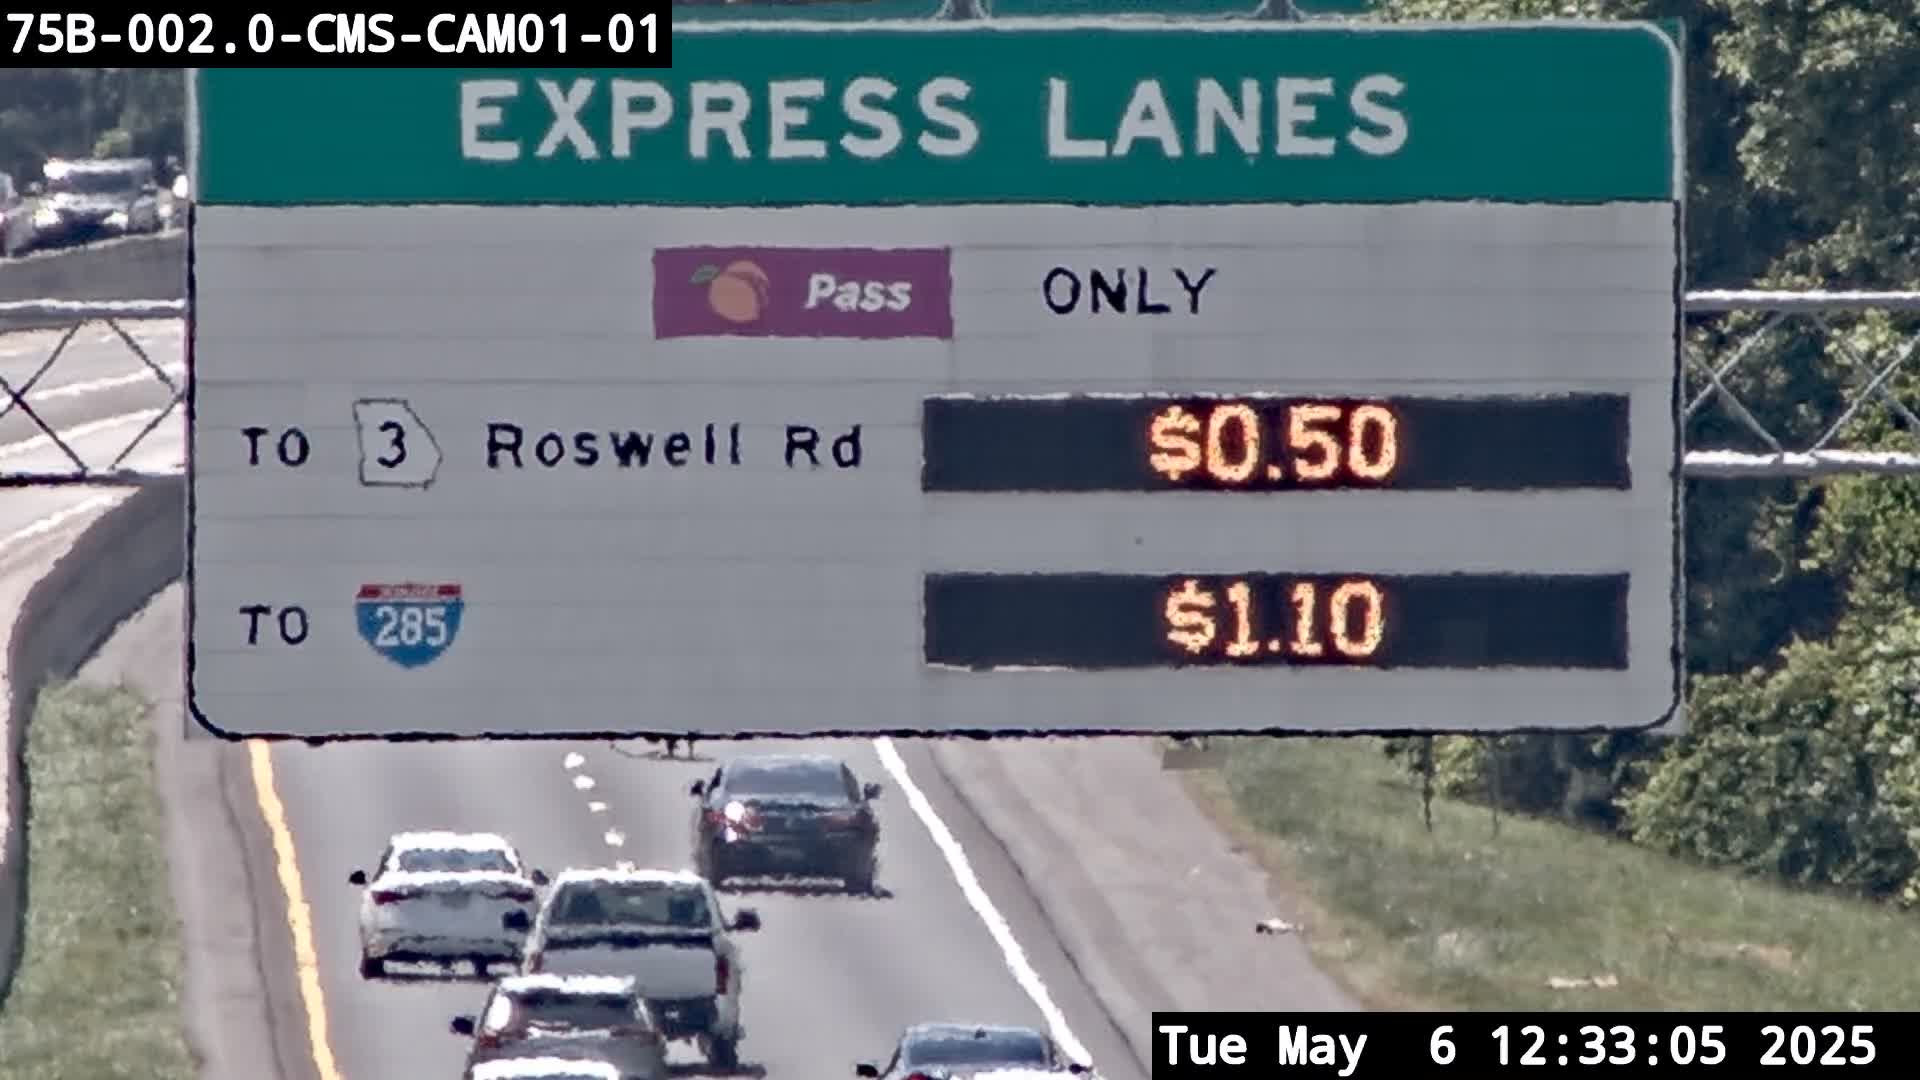 75B-002.0-CMS-CAM01-01
EXPRESS LANES
Pass ONLY
TO 3 Roswell Rd $0.50
TO 285 $1.10
Tue May 6 12:33:05 2025